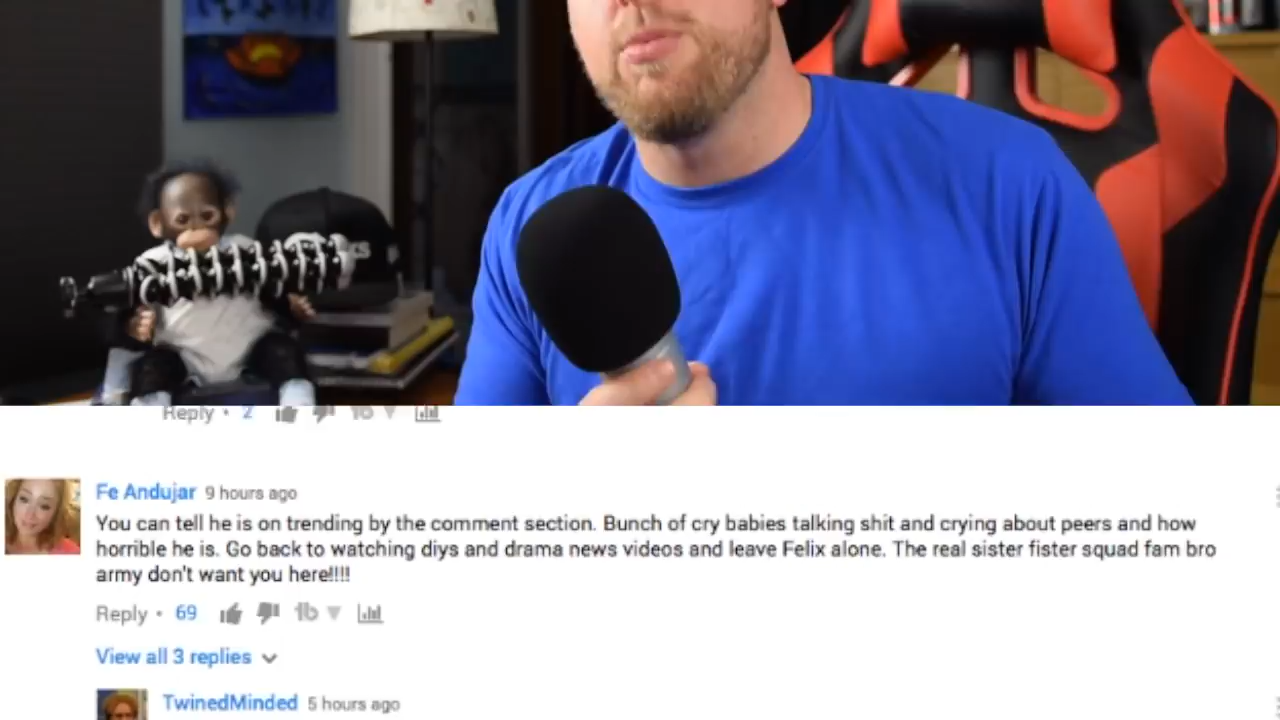 KS
Reply • 2
Fe Andujar 9 hours ago
You can tell he is on trending by the comment section. Bunch of cry babies talking shit and crying about peers and how
horrible he is. Go back to watching diys and drama news videos and leave Felix alone. The real sister fister squad fam bro
army don't want you here!!!!
Reply • 69 tb
View all 3 replies
TwinedMinded 5 hours ago